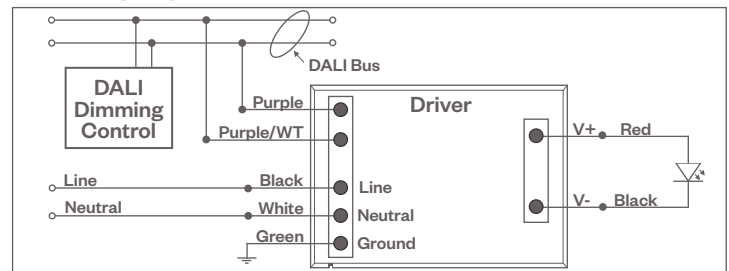 DALI Bus
DALI
Dimming
Control
Driver
Purple
Purple/WT
V+ Red
Line Black Line
V- Black
Neutral White Neutral
Green Ground